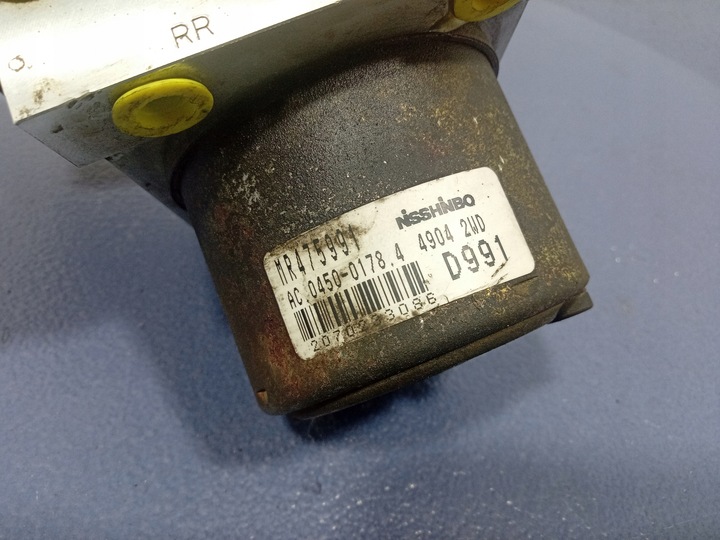 RR
NISSHINBO
MR475991
AC.0450-0178.4 4904 2WD
D991